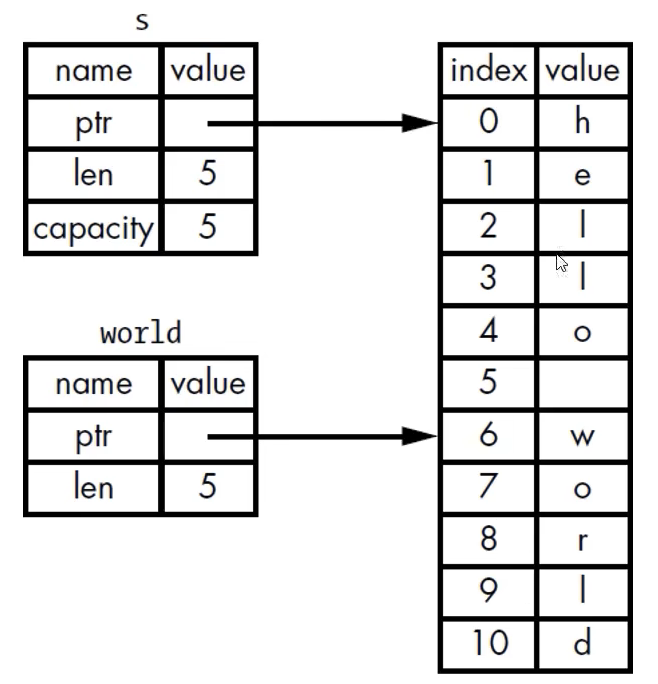 s
name value
ptr
len 5
capacity 5
world
name value
ptr
len 5
index value
0 h
1 e
2 l
3 l
4 o
5
6 w
7 o
8 r
9 l
10 d